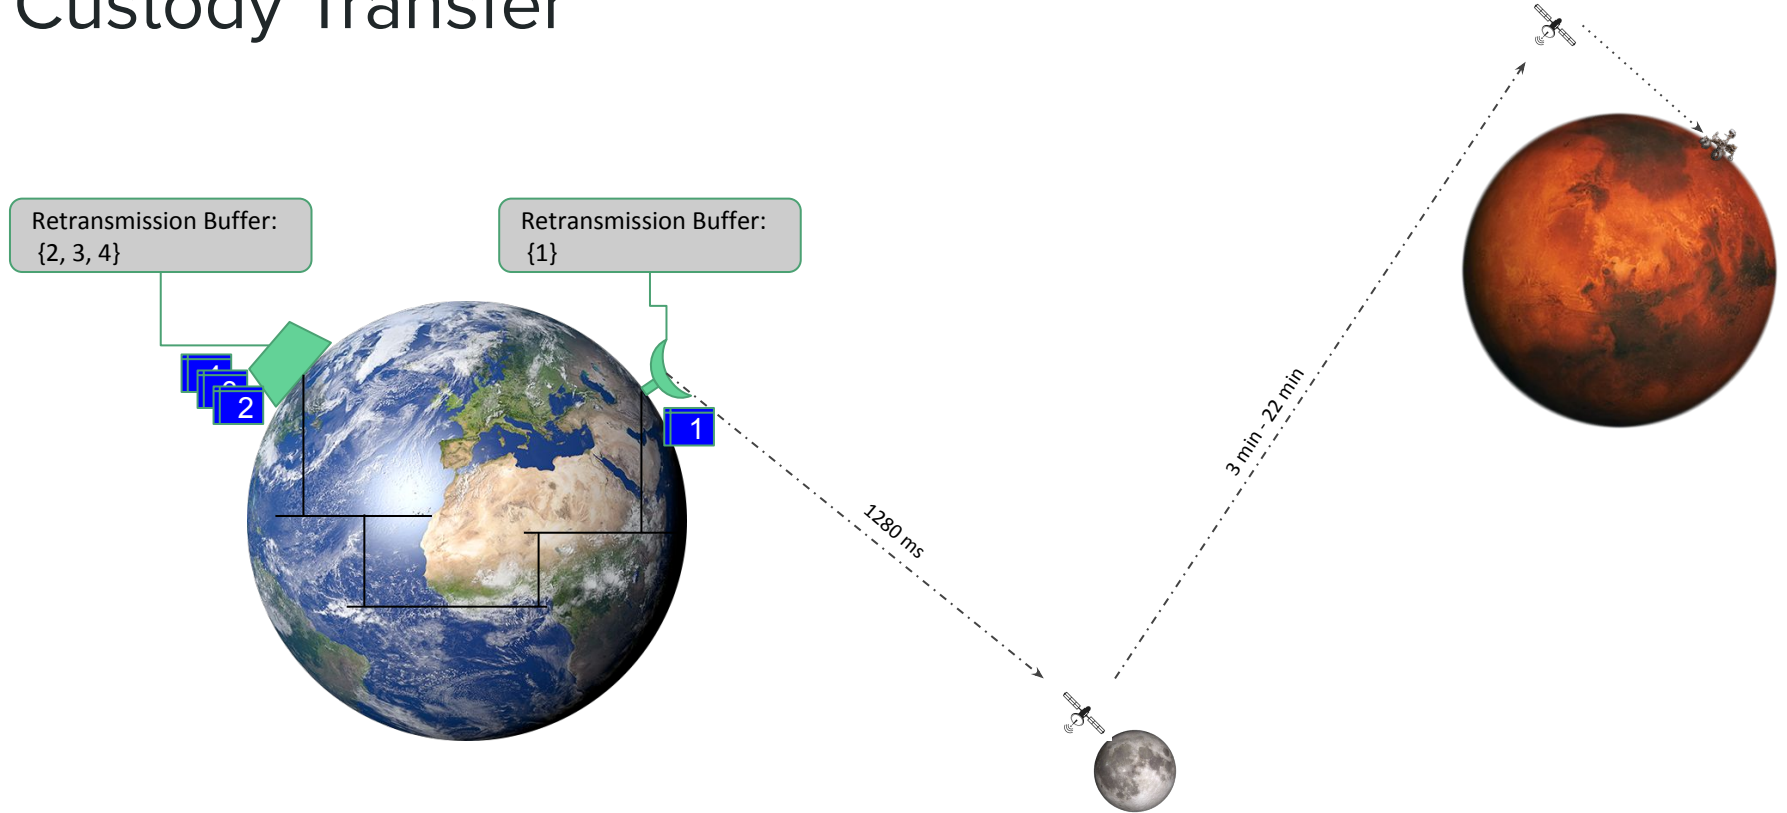 Custody Transfer
Retransmission Buffer:
{2, 3, 4}
Retransmission Buffer:
{1}
2
1
1280 ms
3 min - 22 min